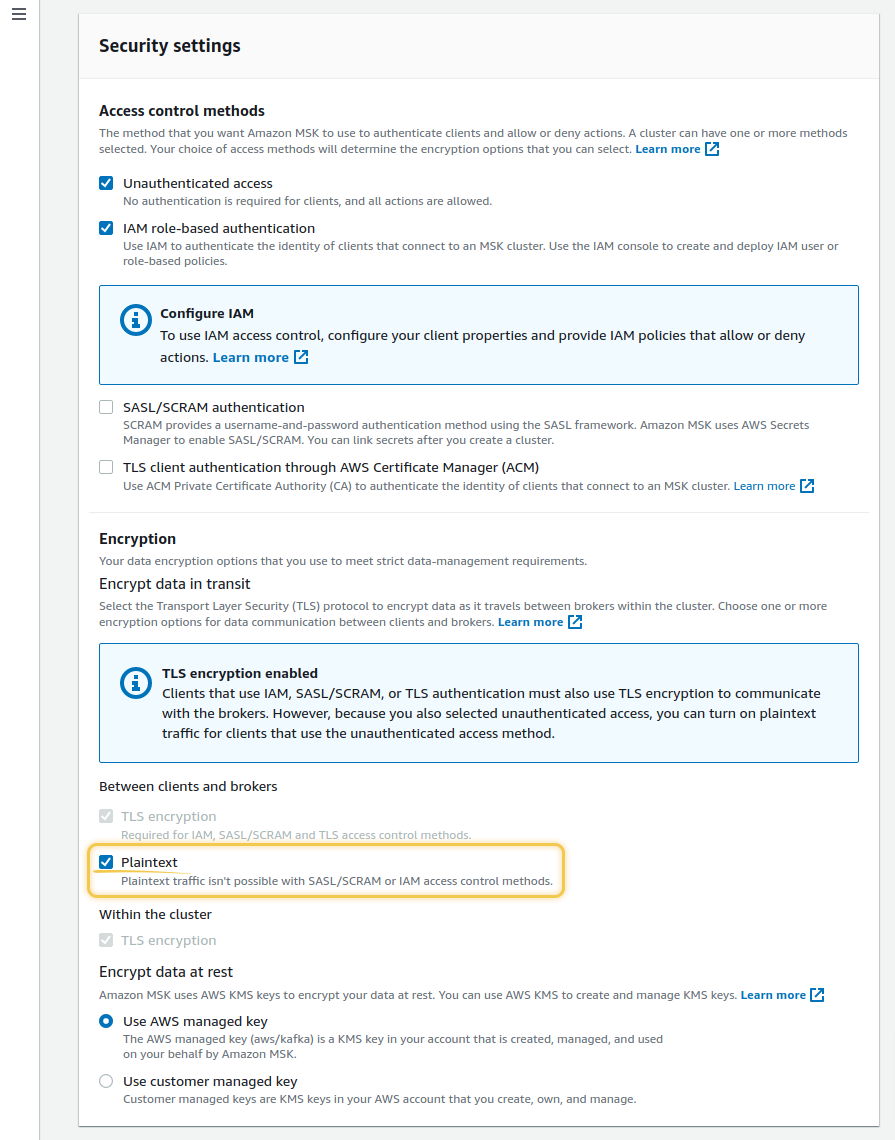 Security settings
Access control methods
The method that you want Amazon MSK to use to authenticate clients and allow or deny actions. A cluster can have one or more methods
selected. Your choice of access methods will determine the encryption options that you can select. Learn more
Unauthenticated access
No authentication is required for clients, and all actions are allowed.
IAM role-based authentication
Use IAM to authenticate the identity of clients that connect to an MSK cluster. Use the IAM console to create and deploy IAM user or
role-based policies.
Configure IAM
To use IAM access control, configure your client properties and provide IAM policies that allow or deny
actions. Learn more
SASL/SCRAM authentication
SCRAM provides a username-and-password authentication method using the SASL framework. Amazon MSK uses AWS Secrets
Manager to enable SASL/SCRAM. You can link secrets after you create a cluster.
TLS client authentication through AWS Certificate Manager (ACM)
Use ACM Private Certificate Authority (CA) to authenticate the identity of clients that connect to an MSK cluster. Learn more
Encryption
Your data encryption options that you use to meet strict data-management requirements.
Encrypt data in transit
Select the Transport Layer Security (TLS) protocol to encrypt data as it travels between brokers within the cluster. Choose one or more
encryption options for data communication between clients and brokers. Learn more
TLS encryption enabled
Clients that use IAM, SASL/SCRAM, or TLS authentication must also use TLS encryption to communicate
with the brokers. However, because you also selected unauthenticated access, you can turn on plaintext
traffic for clients that use the unauthenticated access method.
Between clients and brokers
TLS encryption
Required for IAM, SASL/SCRAM and TLS access control methods.
Plaintext
Plaintext traffic isn't possible with SASL/SCRAM or IAM access control methods.
Within the cluster
TLS encryption
Encrypt data at rest
Amazon MSK uses AWS KMS keys to encrypt your data at rest. You can use AWS KMS to create and manage KMS keys. Learn more
Use AWS managed key
The AWS managed key (aws/kafka) is a KMS key in your account that is created, managed, and used
on your behalf by Amazon MSK.
Use customer managed key
Customer managed keys are KMS keys in your AWS account that you create, own, and manage.